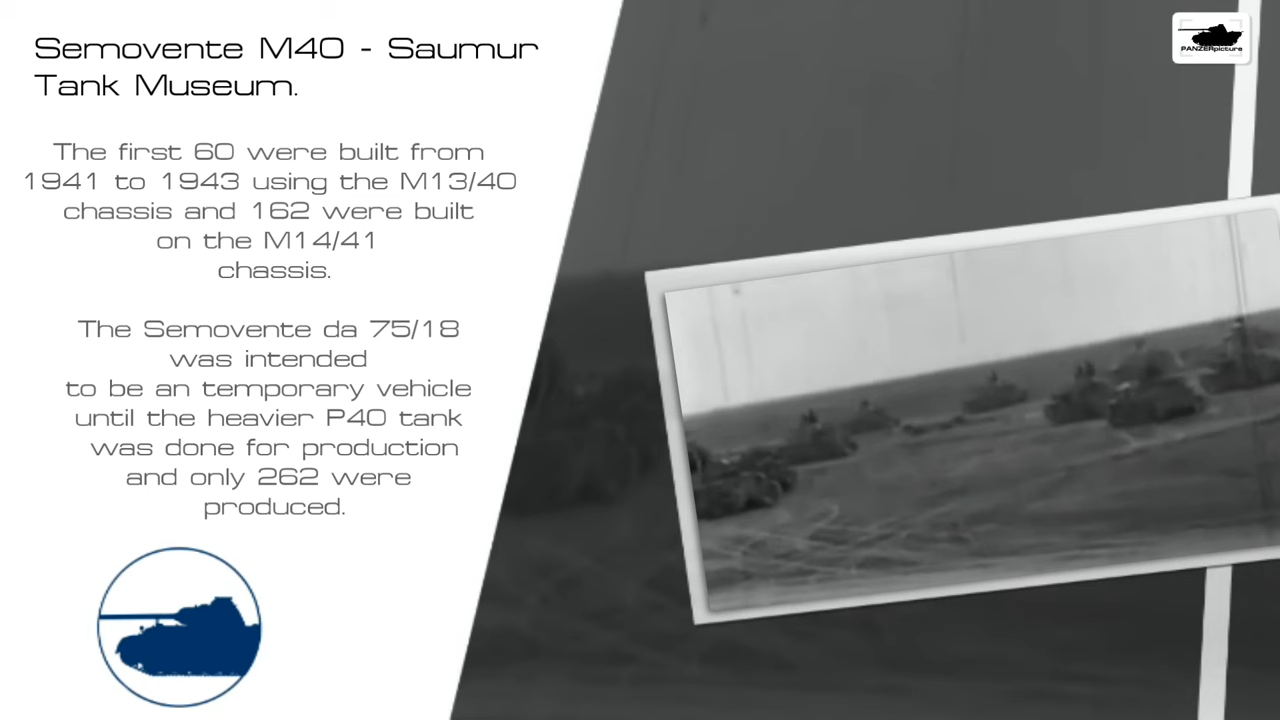 Semovente M40 - Saumur
Tank Museum.
The first 60 were built from
1941 to 1943 using the M13/40
chassis and 162 were built
on the M14/41
chassis.
The Semovente da 75/18
was intended
to be an temporary vehicle
until the heavier P40 tank
was done for production
and only 262 were
produced.
PANZERpicture